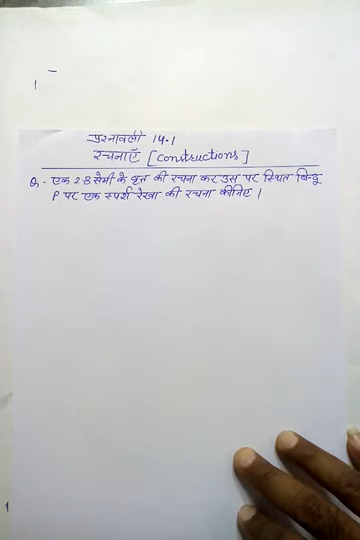 प्रश्नावली 14.1
रचनाएँ [constructions]
Q. एक 2.8 सेमी के वृत्त की रचना कर उस पर स्थित बिन्दु
P पर एक स्पर्श रेखा की रचना कीजिए।